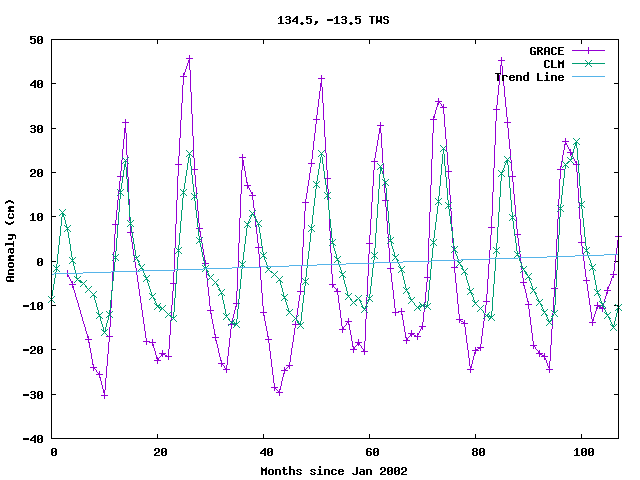 134.5, -13.5 TWS
GRACE
CLM
Trend Line
50
40
30
20
10
0
-10
-20
-30
-40
Anomaly (cm)
0 20 40 60 80 100
Months since Jan 2002